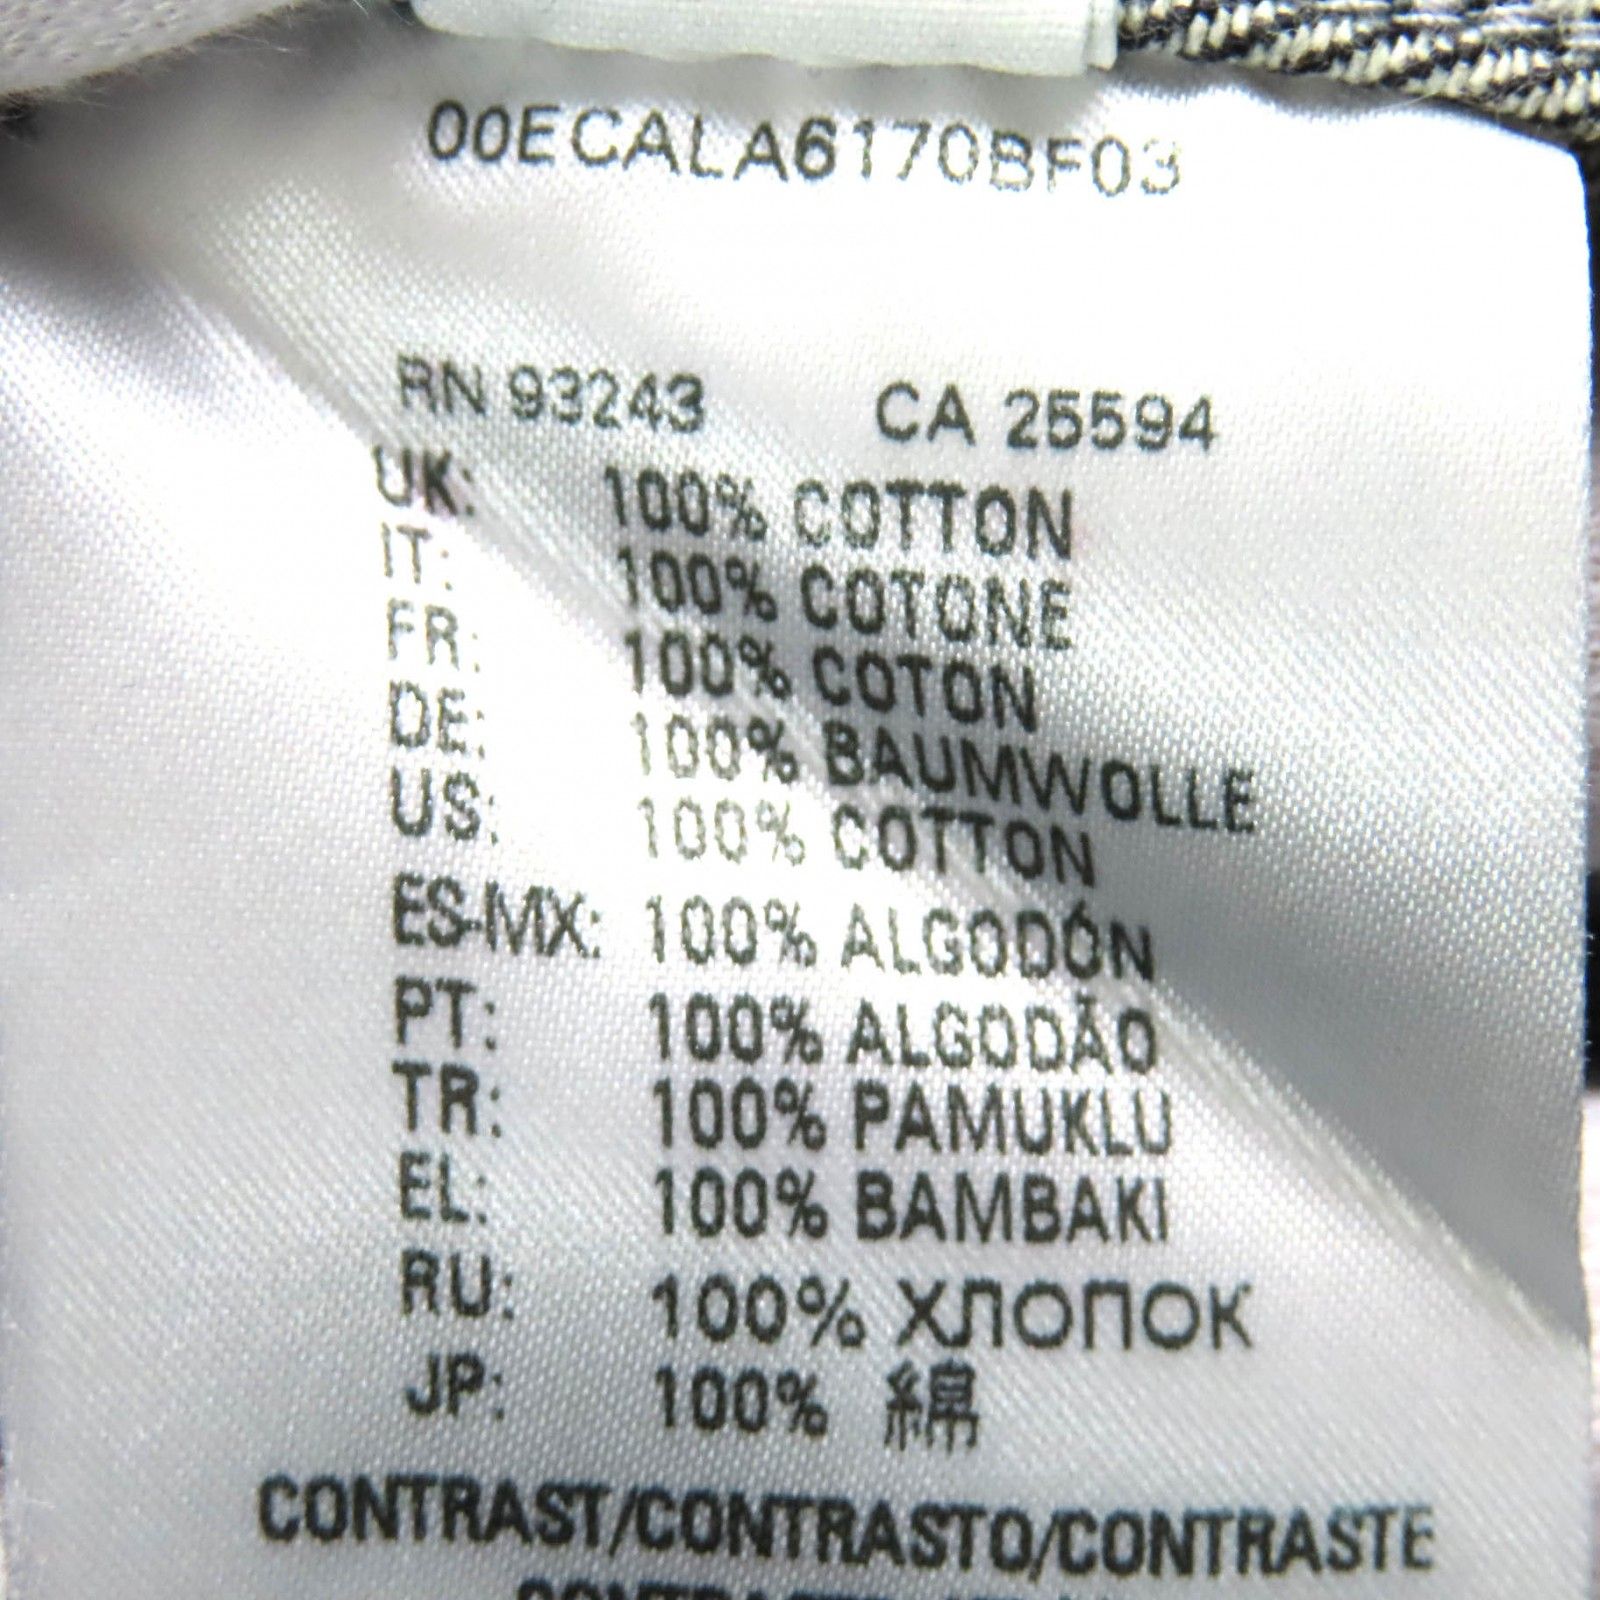 00ECALA6170BF03
RN 93243 CA 25594
UK: 100% COTTON
IT: 100% COTONE
FR: 100% COTON
DE: 100% BAUMWOLLE
US: 100% COTTON
ES-MX: 100% ALGODÓN
PT: 100% ALGODÃO
TR: 100% PAMUKLU
EL: 100% BAMBAKI
RU: 100% ХЛОПОК
JP: 100% 綿
CONTRAST/CONTRASTO/CONTRASTE